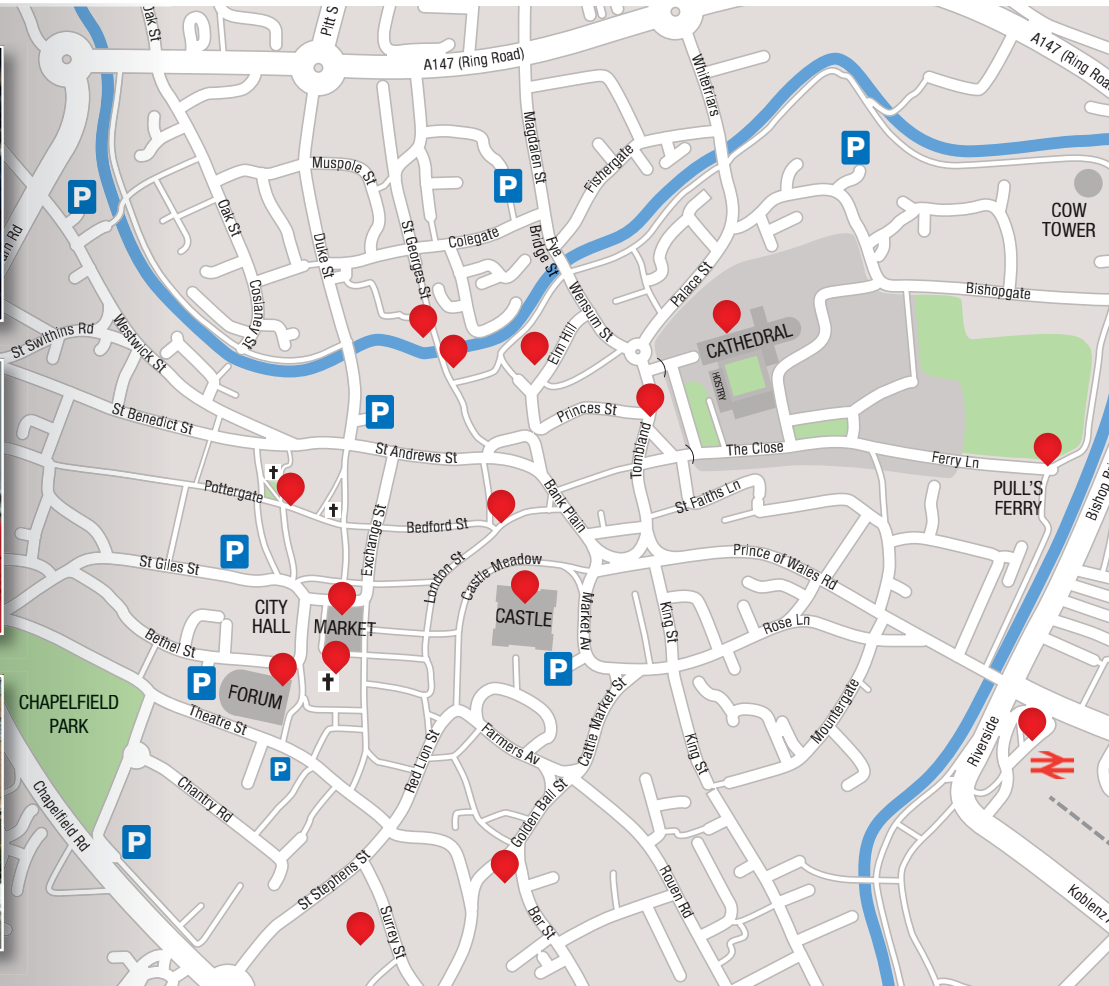 Oak St
Pitt S
A147 (Ring Road)
A147 (Ring Roa
Whitefriars
Magdalen St
Muspole St
Fishergate
P
P
P
COW
TOWER
Oak St
Duke St
St Georges St
Colegate
Fye
Bridge St
Palace St
Bishopgate
Coslany St
Wensum St
St Swithins Rd
Westwick St
Elm Hill
CATHEDRAL
HOSTRY
St Benedict St
P
Princes St
Tombland
The Close
Ferry Ln
St Andrews St
PULL'S
FERRY
Pottergate
Bank Plain
St Faiths Ln
Bedford St
Exchange St
P
St Giles St
London St
Castle Meadow
Prince of Wales Rd
CITY
HALL
MARKET
CASTLE
Market Av
King St
Rose Ln
Bethel St
P
FORUM
P
CHAPELFIELD
PARK
Theatre St
Cattle Market St
Mountergate
Riverside
Farmers Av
Red Lion St
King St
P
Chantry Rd
Golden Ball St
Chapelfield Rd
P
St Stephens St
Rouen Rd
Koblenz
Surrey St
Ber St